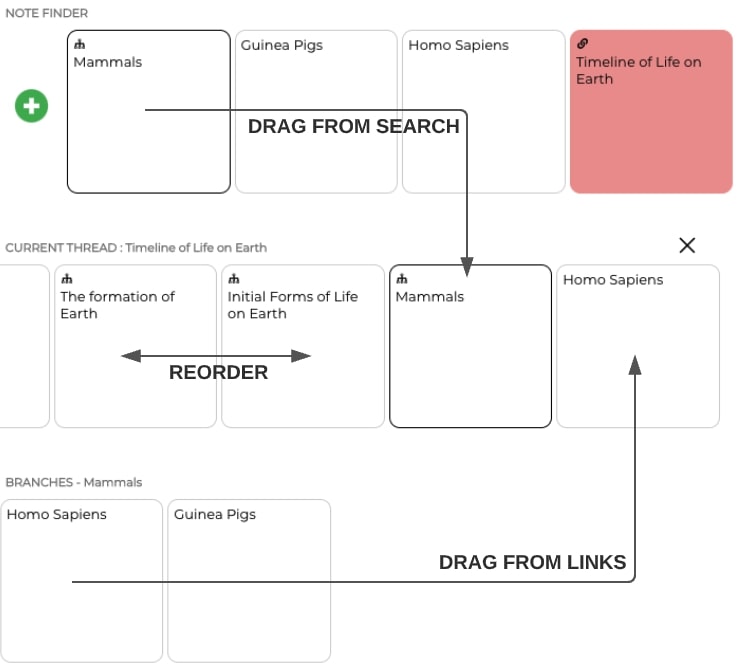 NOTE FINDER
Mammals
Guinea Pigs
Homo Sapiens
Timeline of Life on
Earth
DRAG FROM SEARCH
CURRENT THREAD : Timeline of Life on Earth
The formation of
Earth
Initial Forms of Life
on Earth
Mammals
Homo Sapiens
REORDER
BRANCHES - Mammals
Homo Sapiens
Guinea Pigs
DRAG FROM LINKS